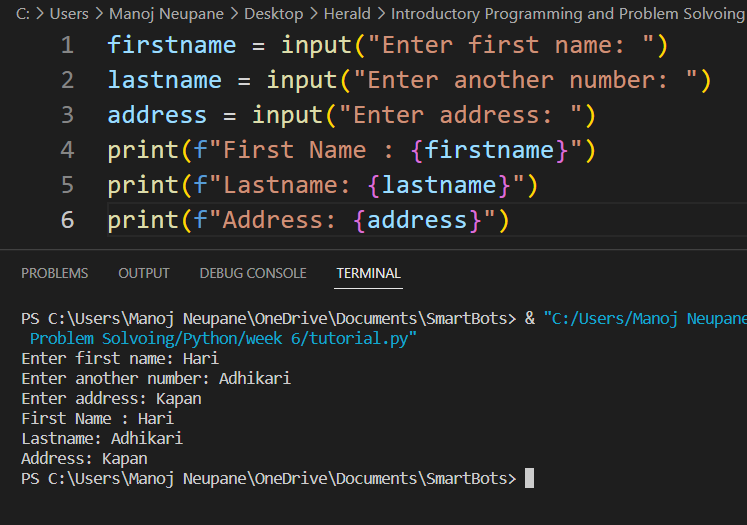 C: > Users > Manoj Neupane > Desktop > Herald > Introductory Programming and Problem Solvoing
1 firstname = input("Enter first name: ")
2 lastname = input("Enter another number: ")
3 address = input("Enter address: ")
4 print(f"First Name : {firstname}")
5 print(f"Lastname: {lastname}")
6 print(f"Address: {address}")
PROBLEMS OUTPUT DEBUG CONSOLE TERMINAL
PS C:\Users\Manoj Neupane\OneDrive\Documents\SmartBots> & "C:/Users/Manoj Neupane
Problem Solvoing/Python/week 6/tutorial.py"
Enter first name: Hari
Enter another number: Adhikari
Enter address: Kapan
First Name : Hari
Lastname: Adhikari
Address: Kapan
PS C:\Users\Manoj Neupane\OneDrive\Documents\SmartBots>